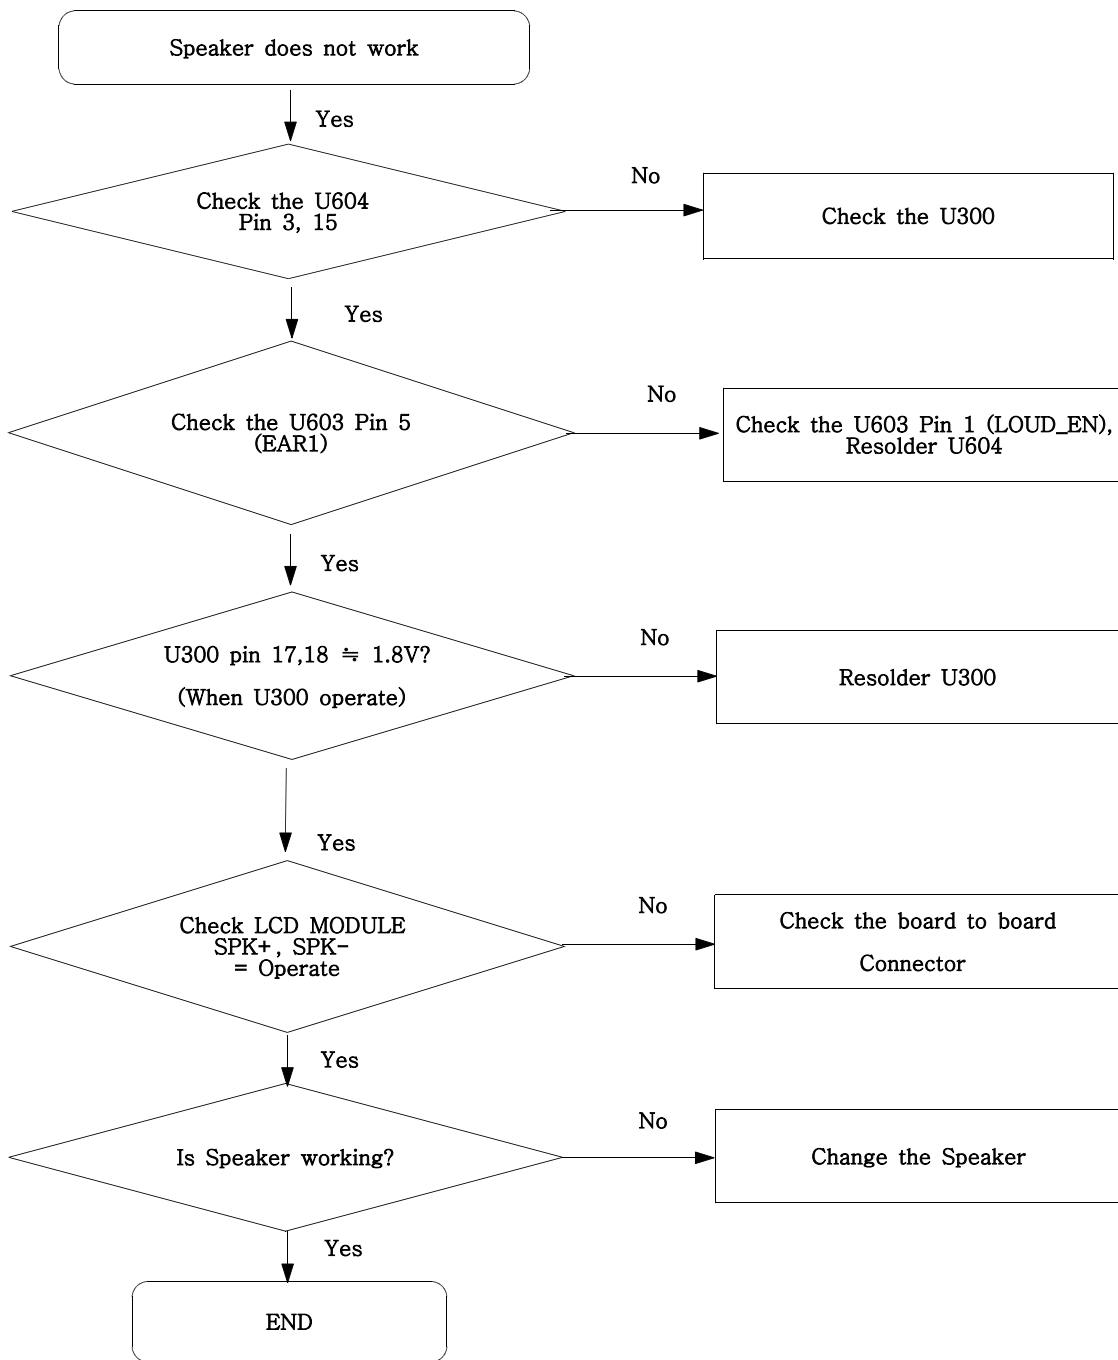 Speaker does not work
Yes
Check the U604
Pin 3, 15
No
Check the U300
Yes
Check the U603 Pin 5
(EAR1)
No
Check the U603 Pin 1 (LOUD_EN),
Resolder U604
Yes
U300 pin 17,18 ≒ 1.8V?
(When U300 operate)
No
Resolder U300
Yes
Check LCD MODULE
SPK+, SPK-
= Operate
No
Check the board to board
Connector
Yes
Is Speaker working?
No
Change the Speaker
Yes
END